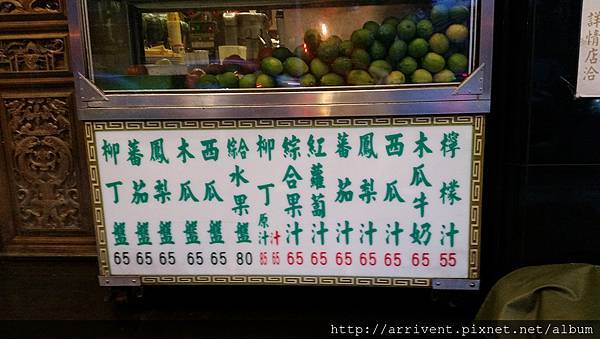 詳情店洽
檸檬汁 55
木瓜牛奶 65
西瓜汁 65
鳳梨汁 65
蕃茄汁 65
紅蘿蔔汁 65
綜合果汁 65
柳丁原汁 85 汁 65
綜合水果盤 80
西瓜盤 65
木瓜盤 65
鳳梨盤 65
蕃茄盤 65
柳丁盤 65
http://arrivent.pixnet.net/album